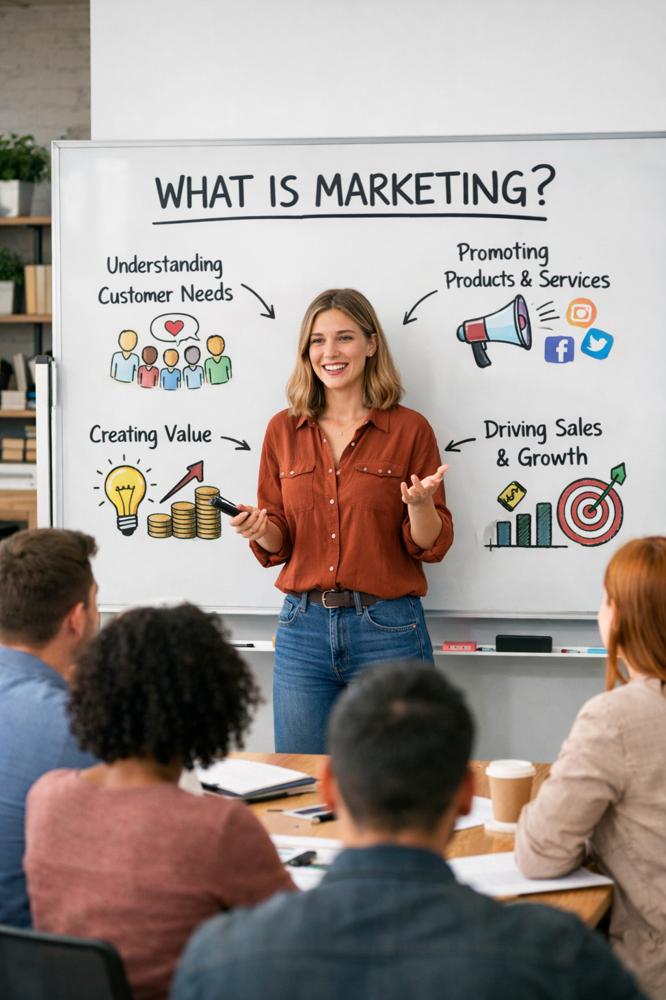 WHAT IS MARKETING?
Understanding
Customer Needs
Promoting
Products & Services
f
Creating Value
Driving Sales
& Growth
$